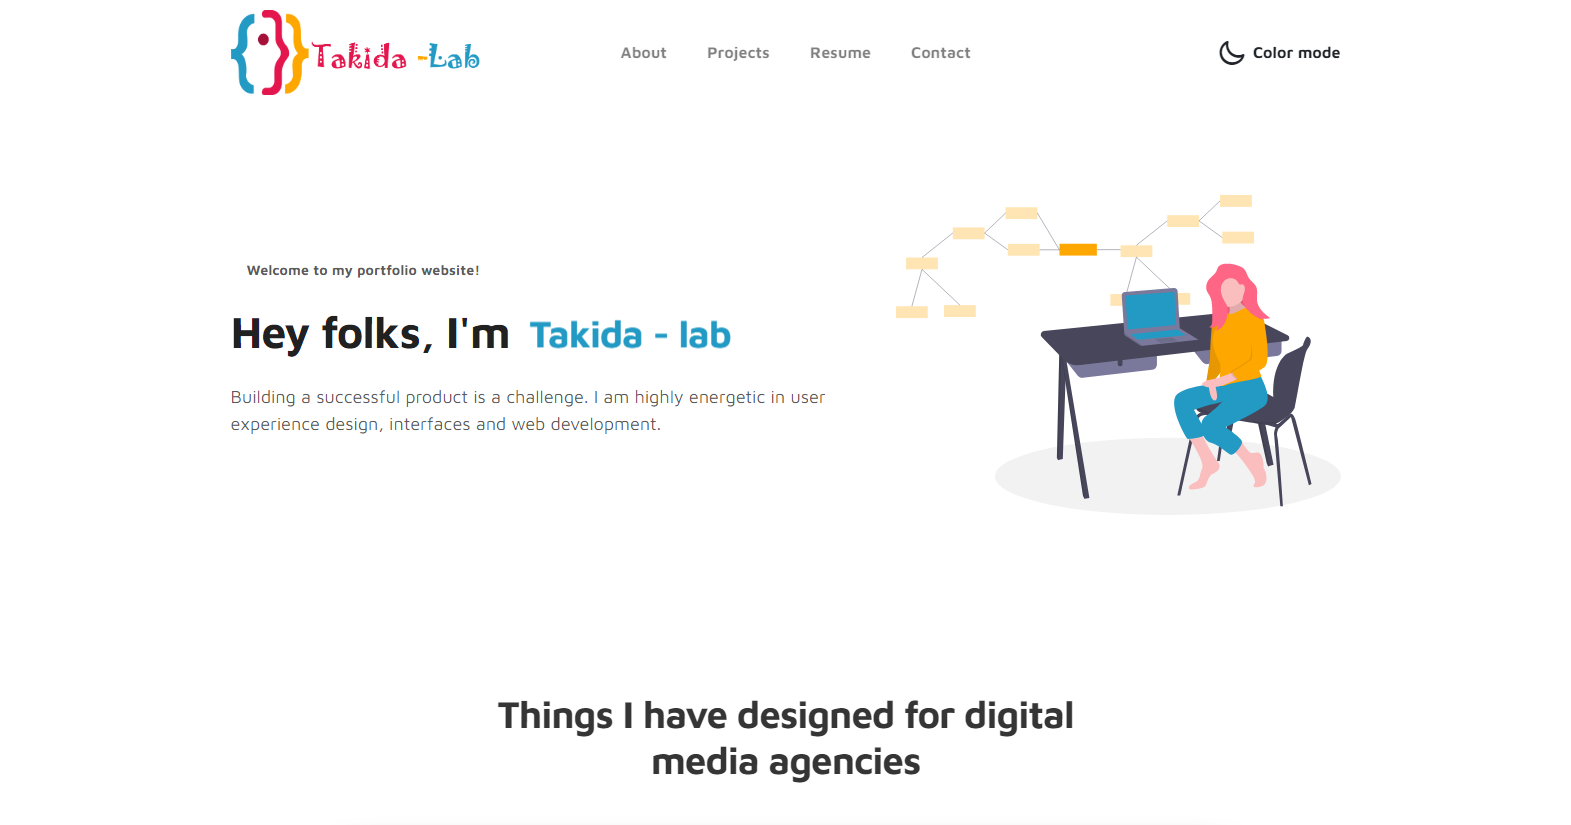 Takida -Lab
About Projects Resume Contact
Color mode
Welcome to my portfolio website!
Hey folks, I'm Takida - lab
Building a successful product is a challenge. I am highly energetic in user
experience design, interfaces and web development.
Things I have designed for digital
media agencies